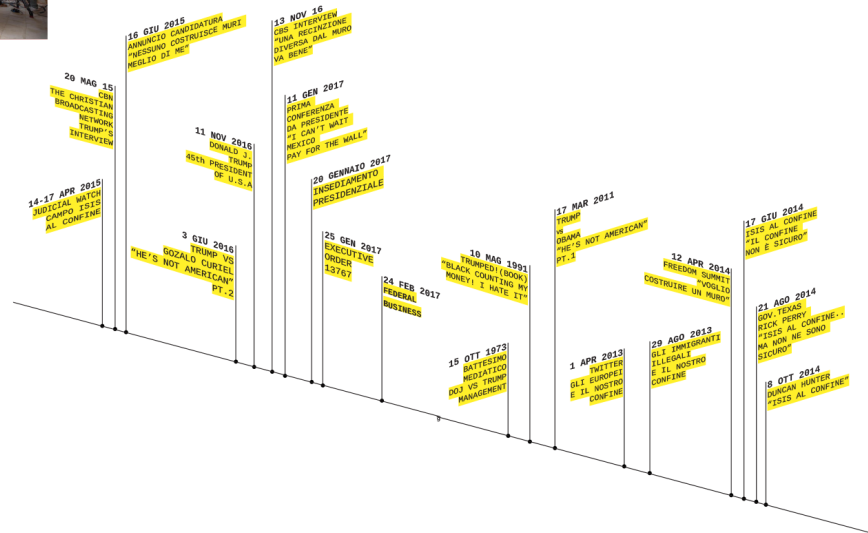 14-17 APR 2015
JUDICIAL WATCH
CAMPO ISIS
AL CONFINE
20 MAG 15
CBN
THE CHRISTIAN
BROADCASTING
NETWORK
TRUMP'S
INTERVIEW
16 GIU 2015
ANNUNCIO CANDIDATURA
"NESSUNO COSTRUISCE MURI
MEGLIO DI ME"
3 GIU 2016
TRUMP VS
GOZALO CURIEL
"HE'S NOT AMERICAN"
PT.2
11 NOV 2016
DONALD J.
TRUMP
45th PRESIDENT
OF U.S.A
13 NOV 16
CBS INTERVIEW
"UNA RECINZIONE
DIVERSA DAL MURO
VA BENE"
11 GEN 2017
PRIMA
CONFERENZA
DA PRESIDENTE
"I CAN'T WAIT
MEXICO
PAY FOR THE WALL"
20 GENNAIO 2017
INSEDIAMENTO
PRESIDENZIALE
25 GEN 2017
EXECUTIVE
ORDER
13767
24 FEB 2017
FEDERAL
BUSINESS
15 OTT 1973
BATTESIMO
MEDIATICO
DOJ VS TRUMP
MANAGEMENT
10 MAG 1991
TRUMPED!(BOOK)
"BLACK COUNTING MY
MONEY! I HATE IT"
17 MAR 2011
TRUMP
vs
OBAMA
"HE'S NOT AMERICAN"
PT.1
1 APR 2013
TWITTER
GLI EUROPEI
E IL NOSTRO
CONFINE
29 AGO 2013
GLI IMMIGRANTI
ILLEGALI
E IL NOSTRO
CONFINE
12 APR 2014
FREEDOM SUMMIT
"VOGLIO
COSTRUIRE UN MURO"
17 GIU 2014
ISIS AL CONFINE
"IL CONFINE
NON È SICURO"
21 AGO 2014
GOV.TEXAS
RICK PERRY
"ISIS AL CONFINE..
MA NON NE SONO
SICURO"
8 OTT 2014
DUNCAN HUNTER
"ISIS AL CONFINE"